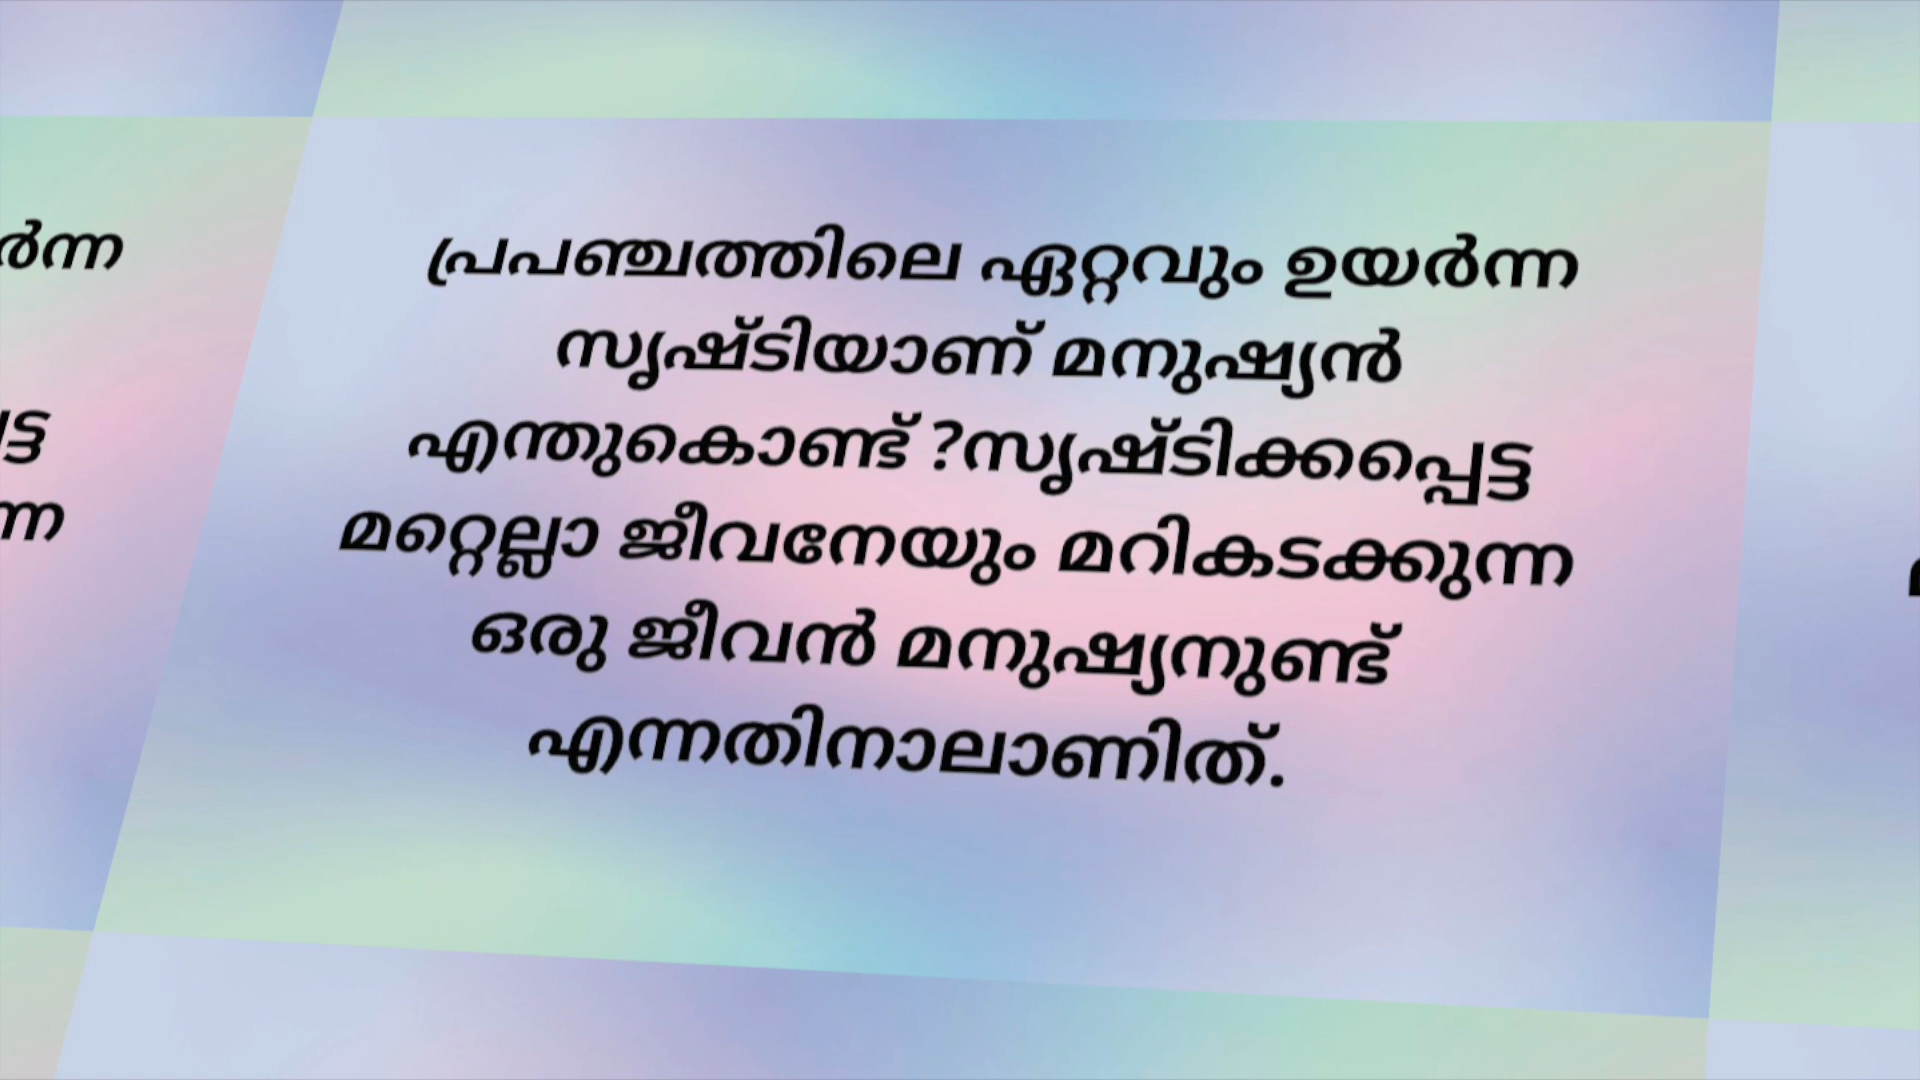 പ്രപഞ്ചത്തിലെ ഏറ്റവും ഉയർന്ന
സൃഷ്ടിയാണ് മനുഷ്യൻ
എന്തുകൊണ്ട് ?സൃഷ്ടിക്കപ്പെട്ട
മറ്റെല്ലാ ജീവനേയും മറികടക്കുന്ന
ഒരു ജീവൻ മനുഷ്യനുണ്ട്
എന്നതിനാലാണിത്.